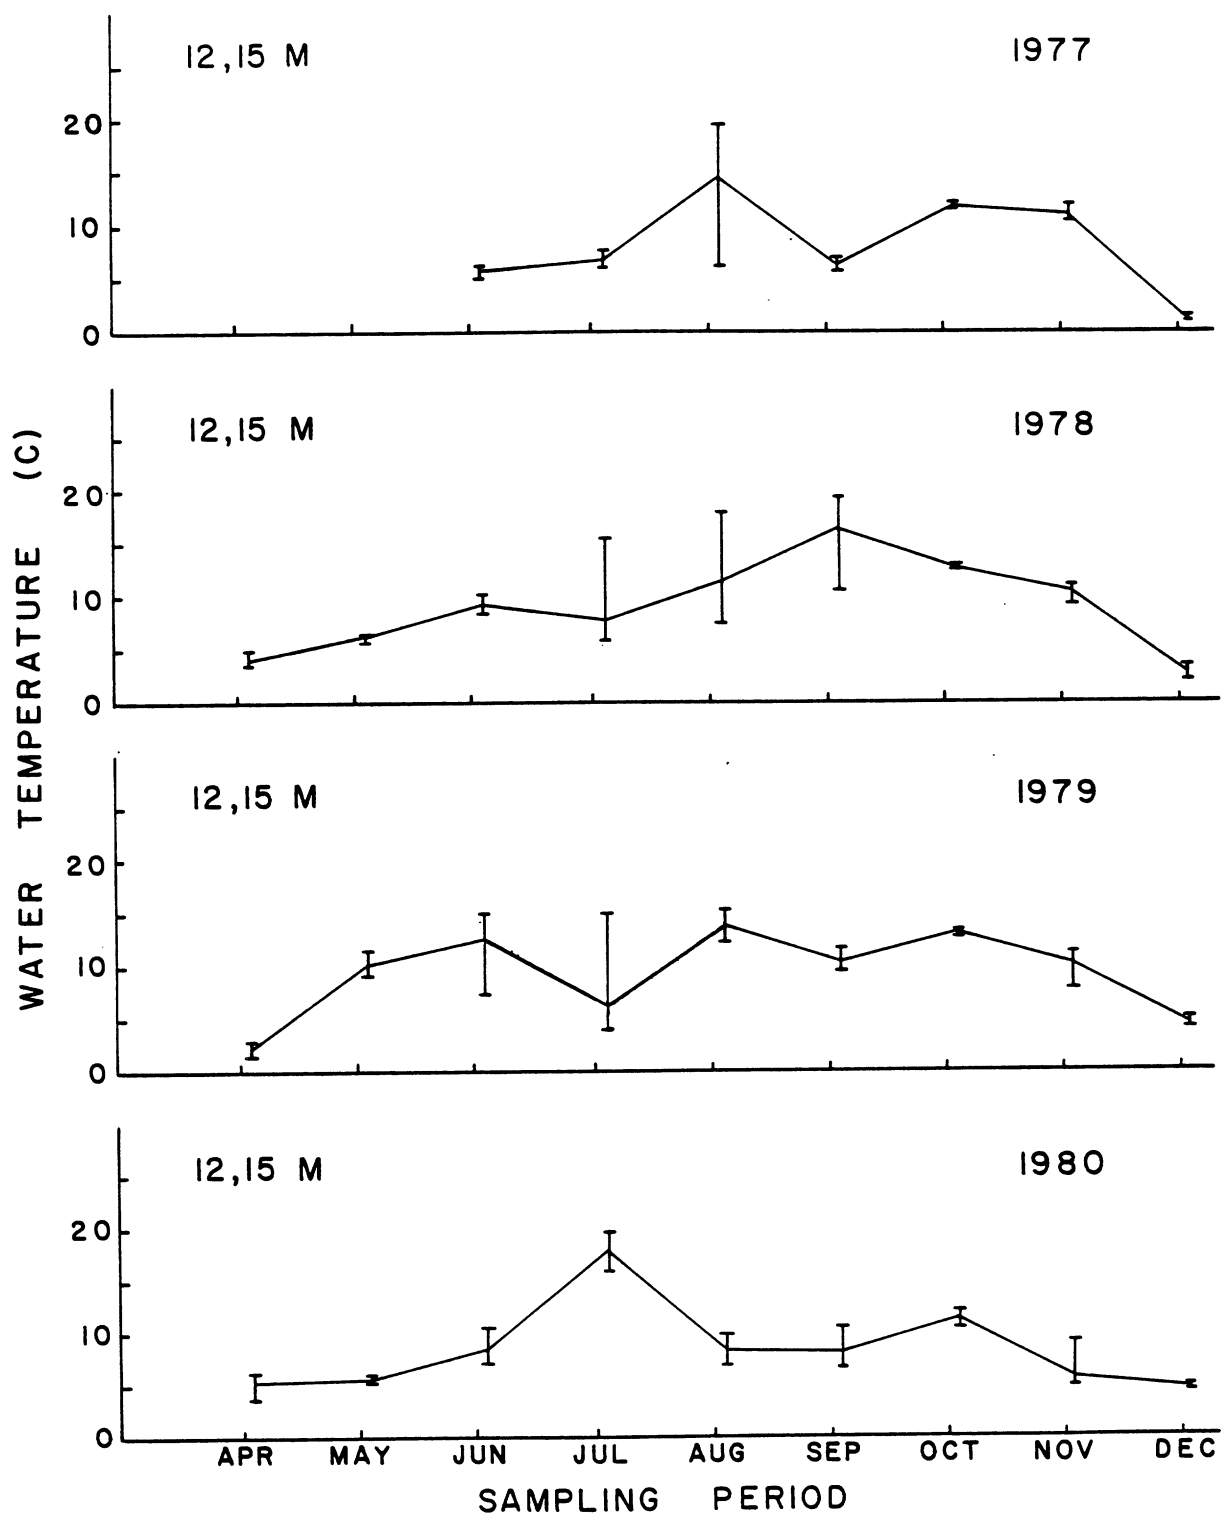 12,15 M 1977
20
10
0
12,15 M 1978
20
10
0
12,15 M 1979
20
10
0
12,15 M 1980
20
10
0
APR MAY JUN JUL AUG SEP OCT NOV DEC
SAMPLING PERIOD
WATER TEMPERATURE (C)